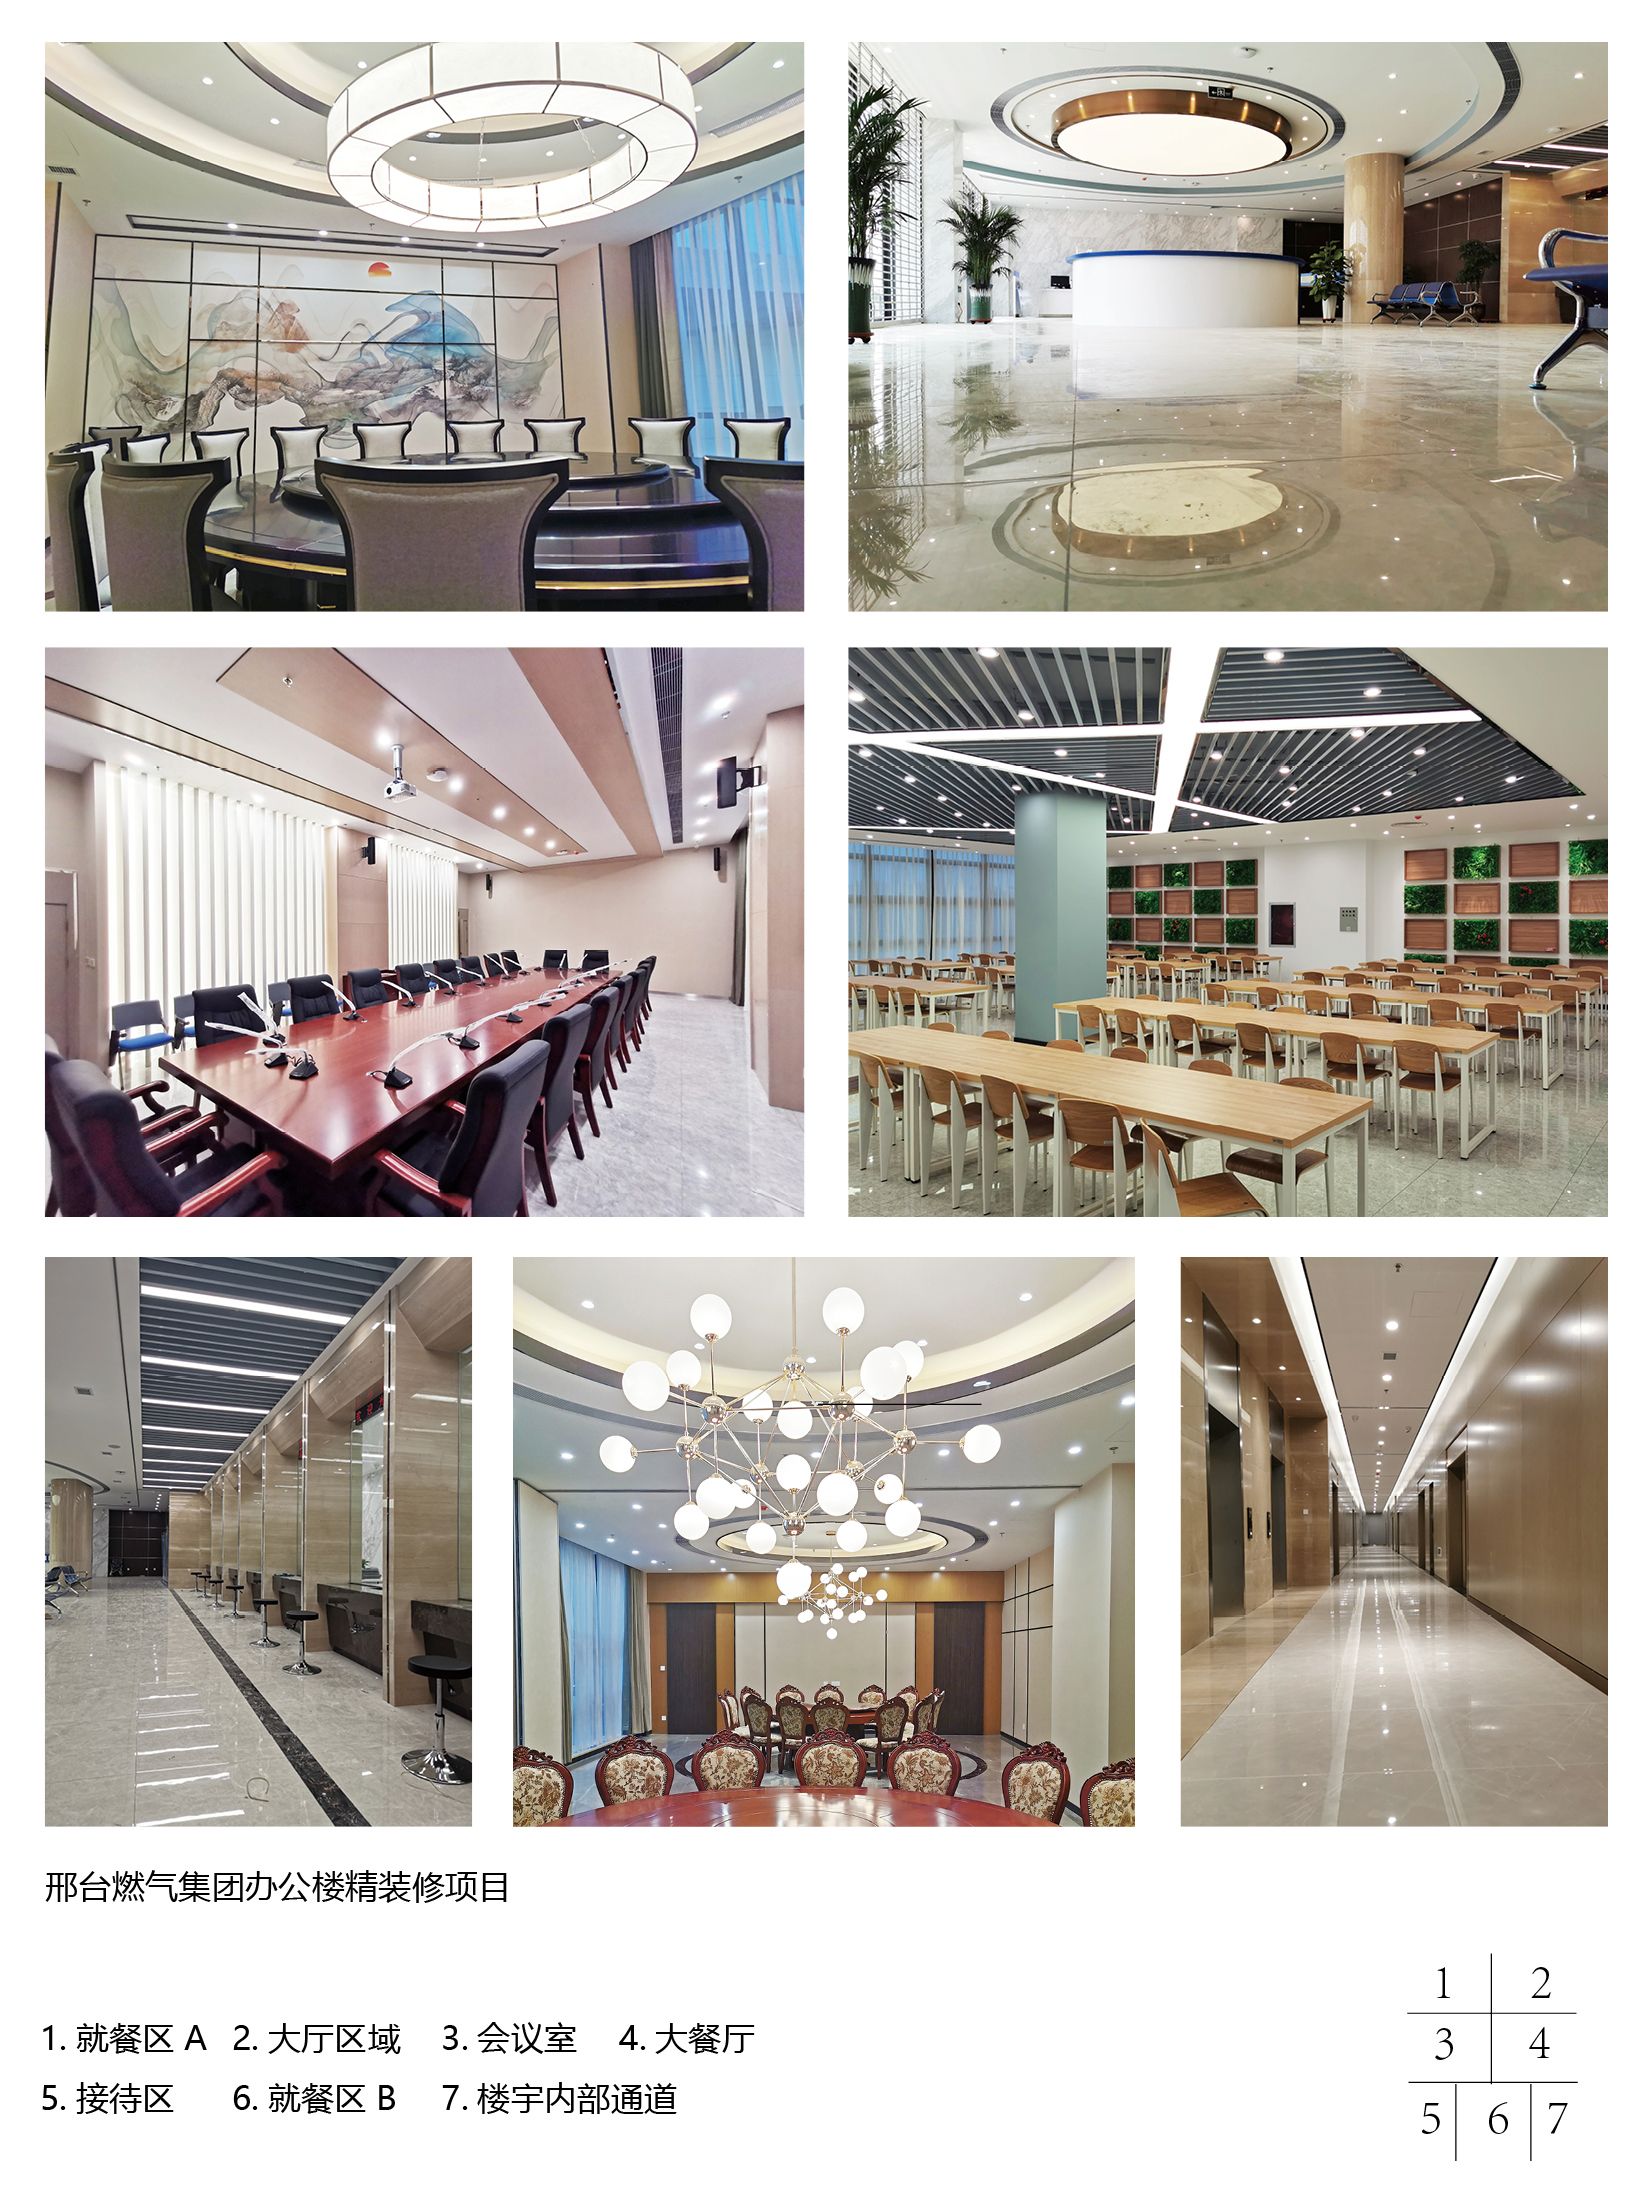 邢台燃气集团办公楼精装修项目
1. 就餐区 A 2. 大厅区域 3. 会议室 4. 大餐厅
5. 接待区 6. 就餐区 B 7. 楼宇内部通道
1 2
3 4
5 6 7